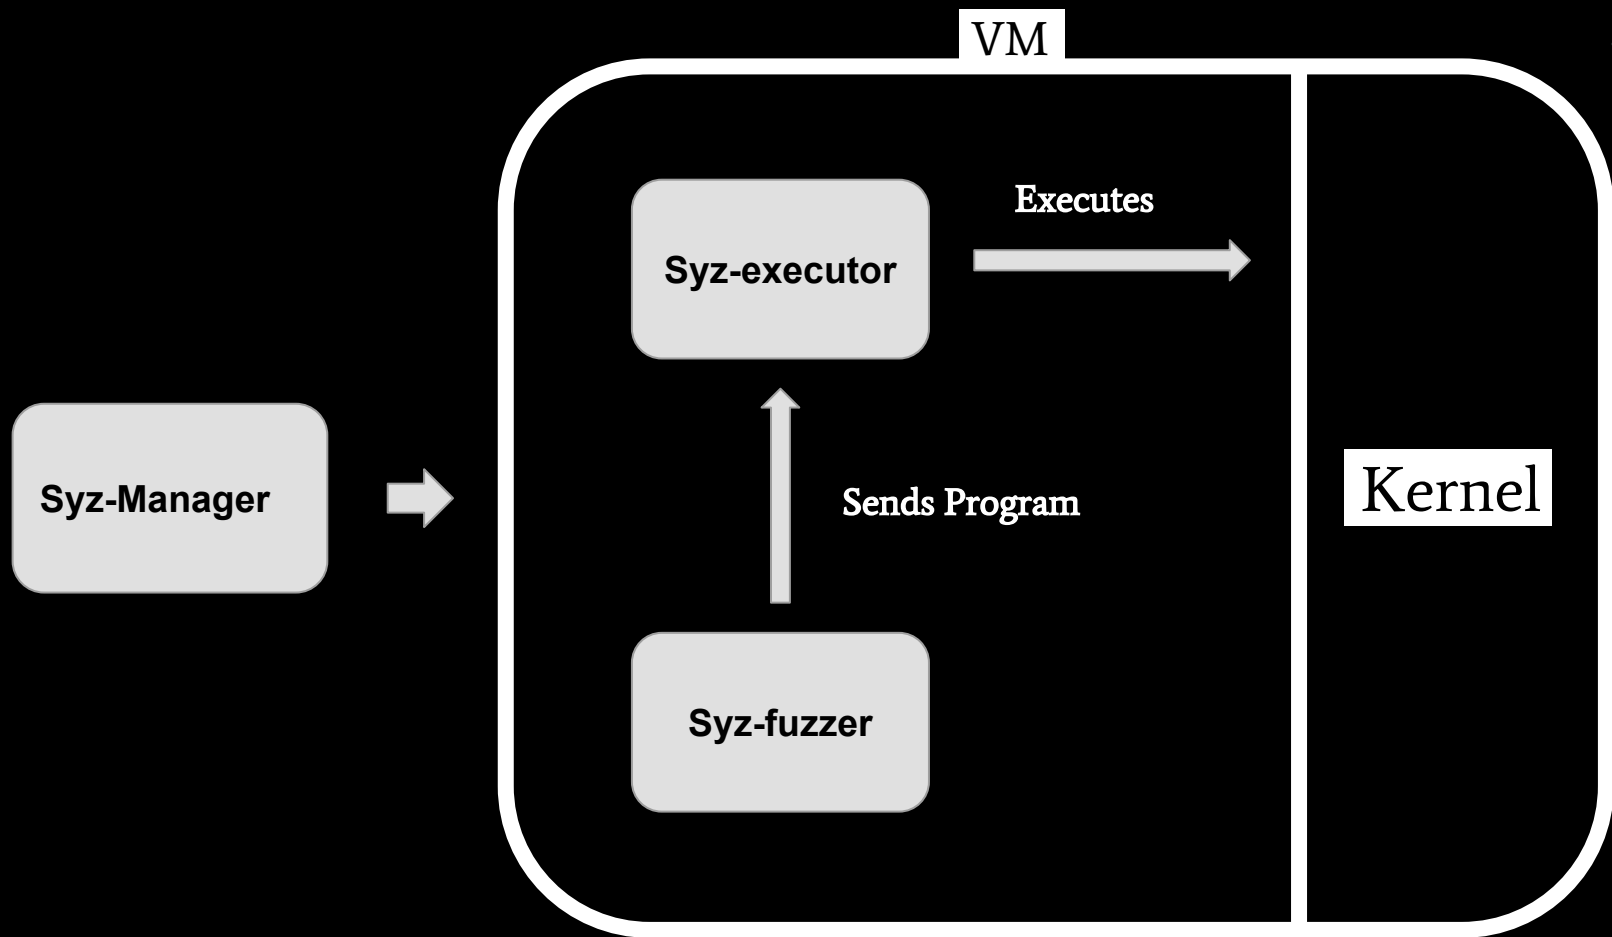 VM
Executes
Syz-executor
Syz-Manager
Sends Program
Kernel
Syz-fuzzer